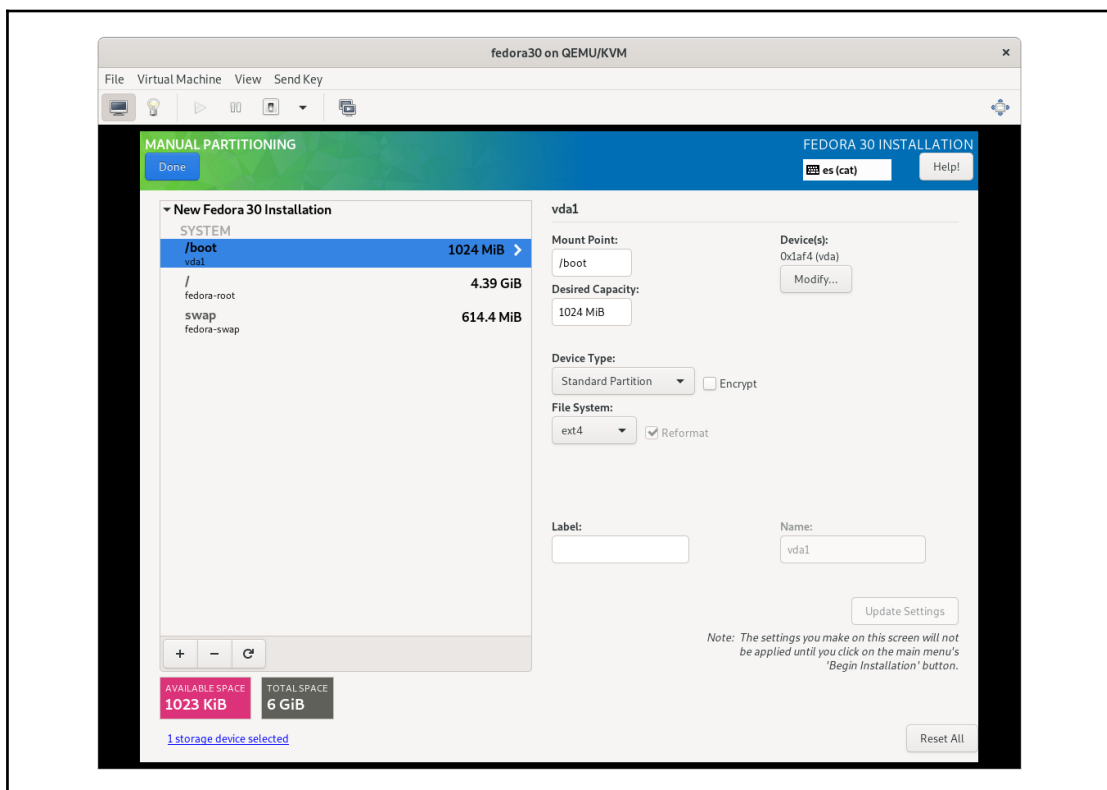 fedora30 on QEMU/KVM
File Virtual Machine View Send Key
MANUAL PARTITIONING
FEDORA 30 INSTALLATION
Done
es (cat)
Help!
New Fedora 30 Installation
SYSTEM
/boot 1024 MiB
vda1
/ 4.39 GiB
fedora-root
swap 614.4 MiB
fedora-swap
vda1
Mount Point:
/boot
Device(s):
0x1af4 (vda)
Modify...
Desired Capacity:
1024 MiB
Device Type:
Standard Partition
Encrypt
File System:
ext4
Reformat
Label:
Name:
vda1
Update Settings
Note: The settings you make on this screen will not
be applied until you click on the main menu's
'Begin Installation' button.
AVAILABLE SPACE
1023 KiB
TOTAL SPACE
6 GiB
1 storage device selected
Reset All